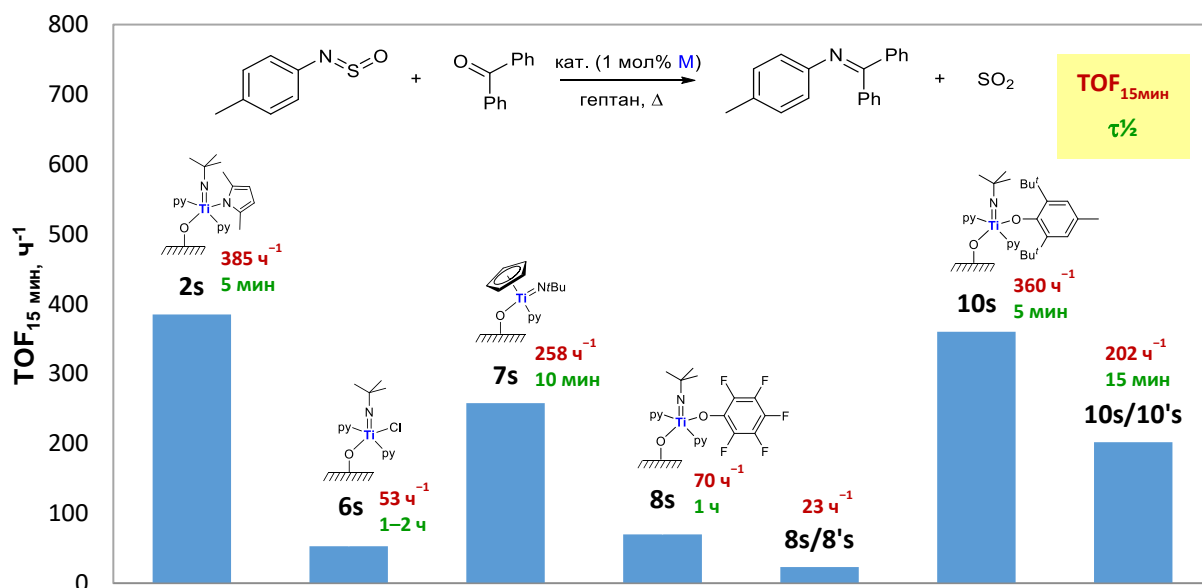 800
700
600
500
400
300
200
100
0
TOF15 мин, ч-1
N
S
O
+
O
Ph
Ph
кат. (1 мол% M)
гептан, Δ
N
Ph
Ph
+
SO2
TOF15мин
τ½
N
py
Ti
N
O
py
385 ч−1
2s
5 мин
N
py
Ti
Cl
O
py
53 ч−1
6s
1–2 ч
Ti
NtBu
O
py
258 ч−1
7s
10 мин
N
F
F
py
Ti
O
F
O
py
F
F
70 ч−1
8s
1 ч
23 ч−1
8s/8's
N
But
py
Ti
O
O
py
But
360 ч−1
10s
5 мин
202 ч−1
15 мин
10s/10's